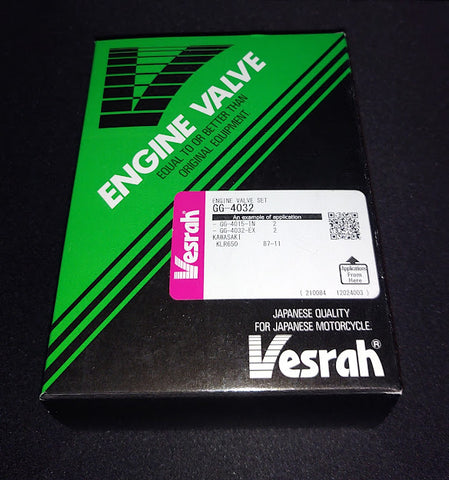 ENGINE VALVE
EQUAL TO OR BETTER THAN
ORIGINAL EQUIPMENT
Vesrah
ENGINE VALVE SET
GG-4032
An example of application
- GG-4015-IN 2
- GG-4032-EX 2
KAWASAKI
KLR650 87-11
Applications
From
Here
( 210084 12024003 )
JAPANESE QUALITY
FOR JAPANESE MOTORCYCLE.
Vesrah®